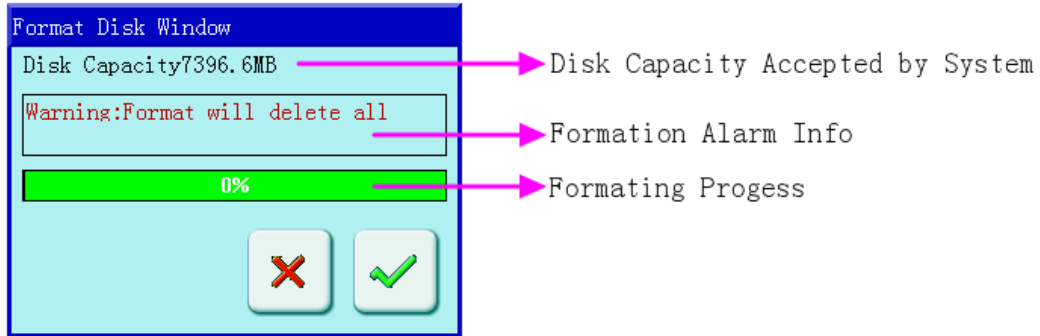 Format Disk Window
Disk Capacity7396.6MB
Disk Capacity Accepted by System
Warning:Format will delete all
Formation Alarm Info
0%
Formating Progess